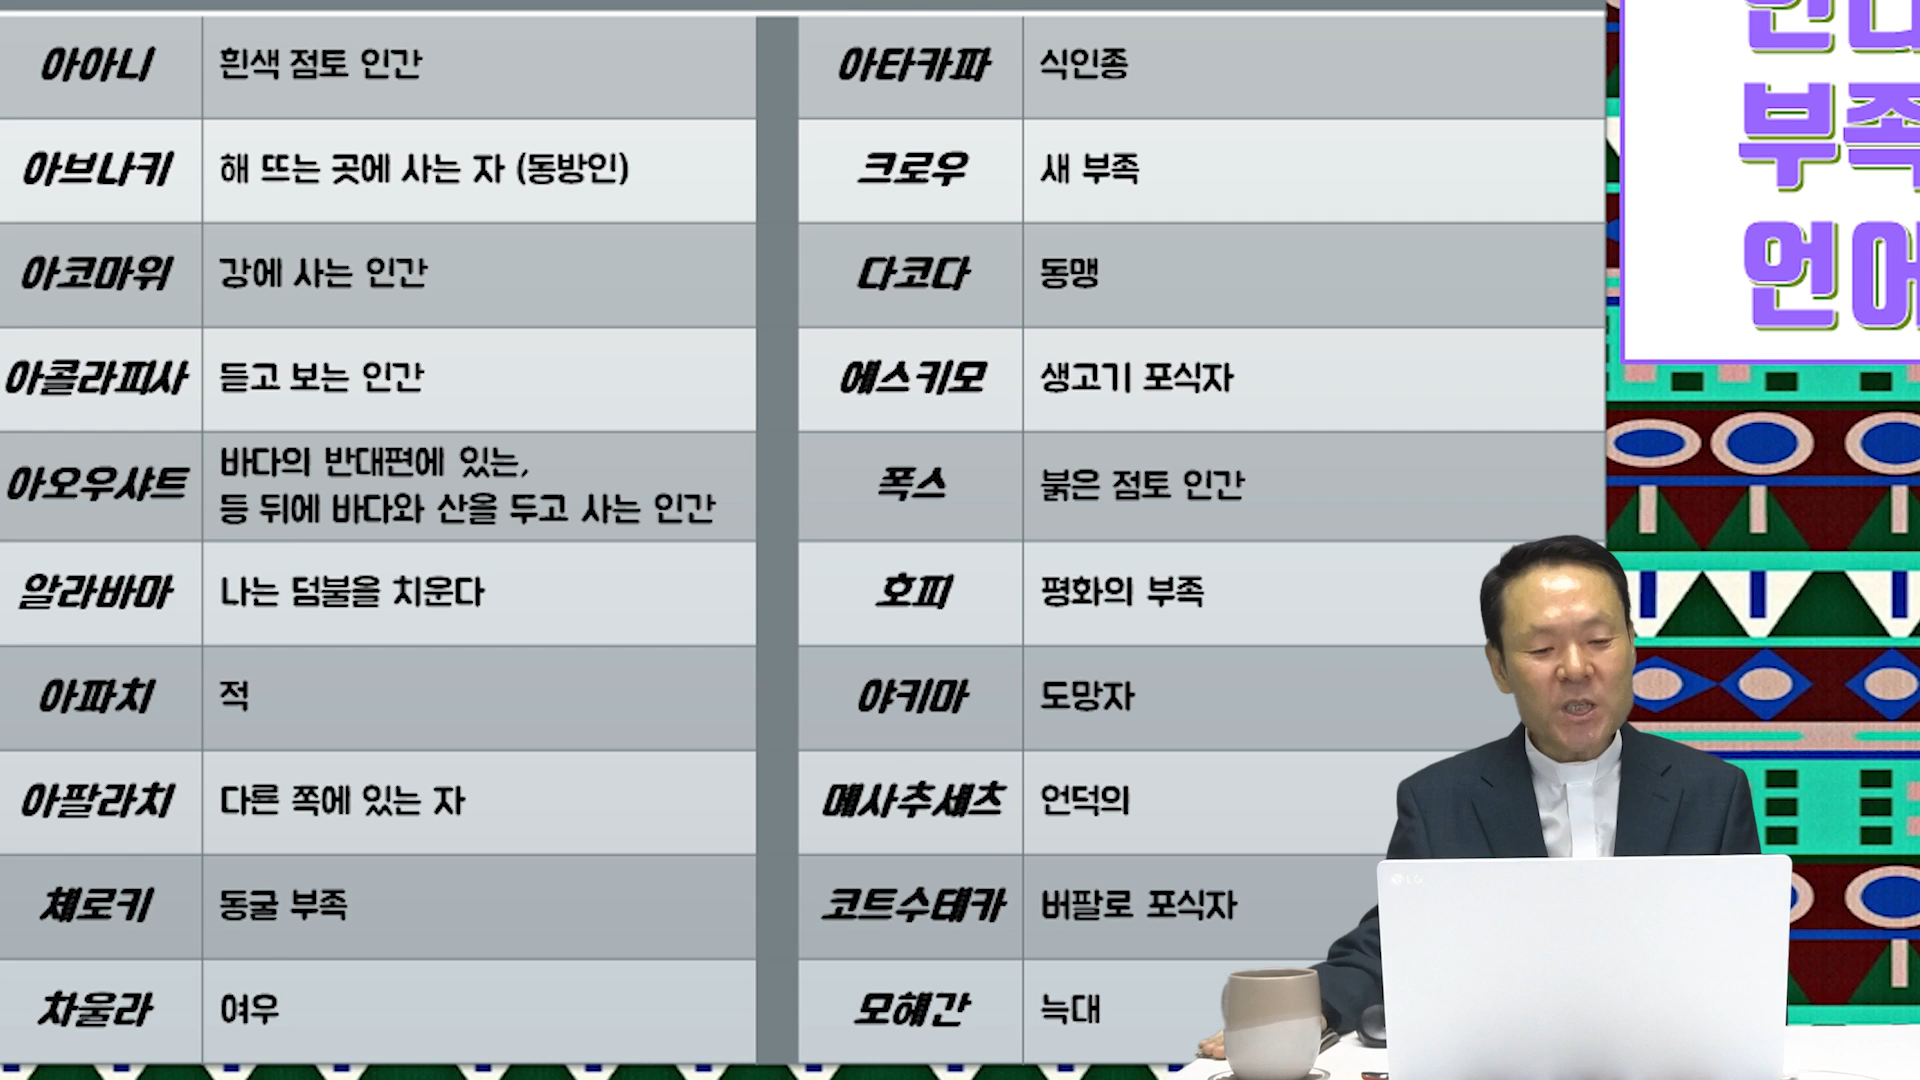 아아니 흰색 점토 인간
아브나키 해 뜨는 곳에 사는 자 (동방인)
아코마위 강에 사는 인간
아콜라피사 듣고 보는 인간
아오우샤트 바다의 반대편에 있는,
등 뒤에 바다와 산을 두고 사는 인간
알라바마 나는 덤불을 치운다
아파치 적
아팔라치 다른 쪽에 있는 자
체로키 동굴 부족
차울라 여우
아타카파 식인종
크로우 새 부족
다코다 동맹
에스키모 생고기 포식자
폭스 붉은 점토 인간
호피 평화의 부족
야키마 도망자
메사추세츠 언덕의
코트수테카 버팔로 포식자
모헤간 늑대
부족
언어
LG